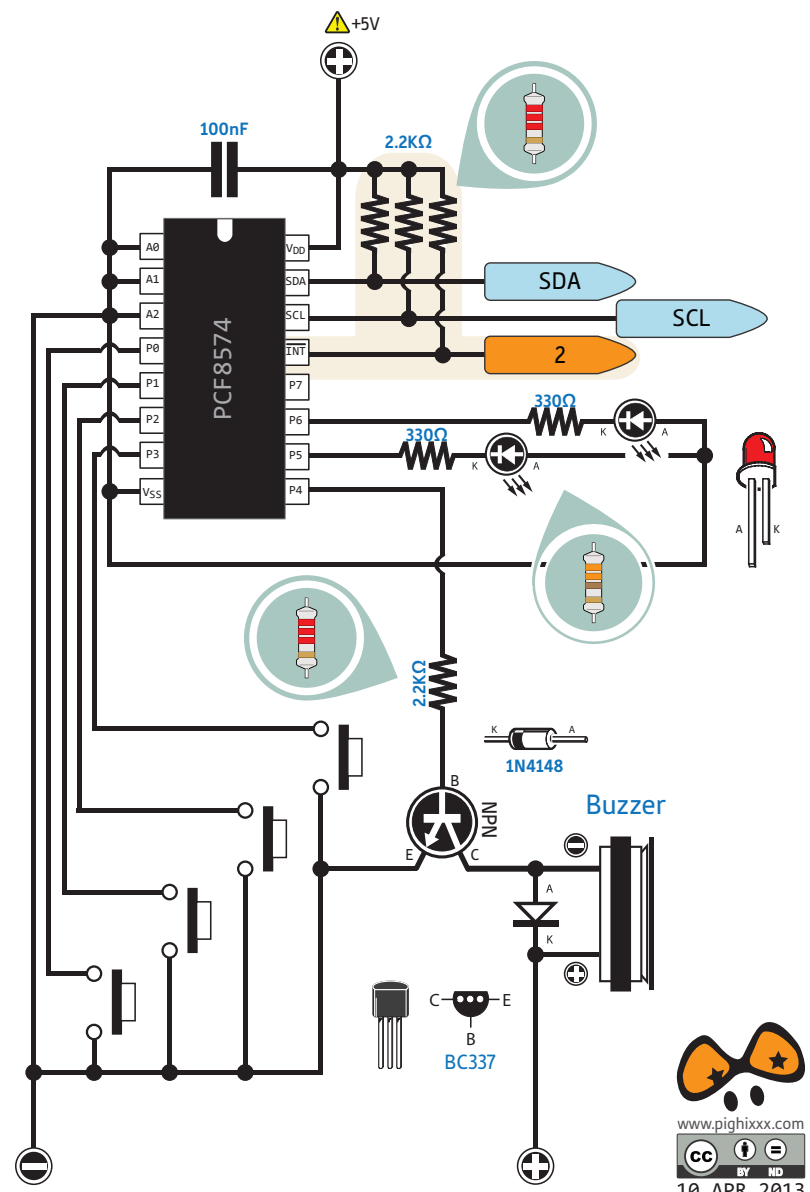 +5V
100nF
2.2KΩ
A0
VDD
A1
SDA
SDA
A2
SCL
SCL
P0
INT
2
P1
P7
P2
P6
330Ω
K
A
P3
P5
330Ω
K
A
VSS
P4
PCF8574
A
K
2.2KΩ
K
A
1N4148
B
NPN
E
C
Buzzer
A
K
C
E
B
BC337
www.pighixxx.com
cc
BY
ND
10 APR 2013